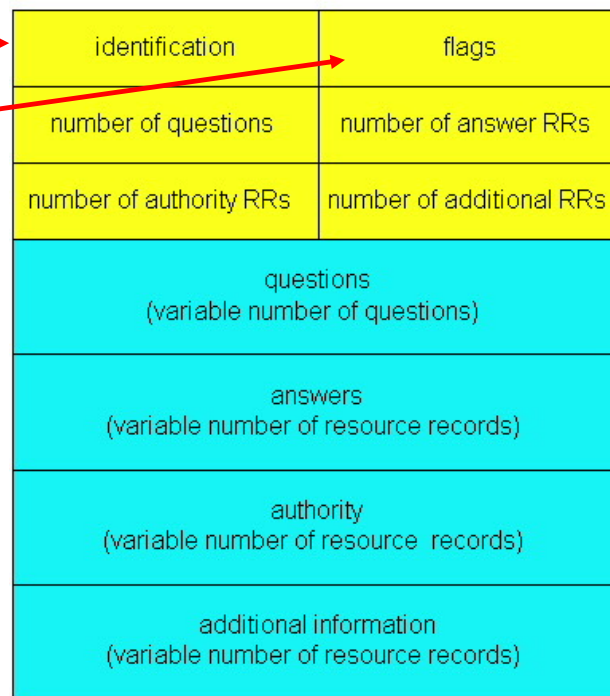 identification
flags
number of questions
number of answer RRs
number of authority RRs
number of additional RRs
questions
(variable number of questions)
answers
(variable number of resource records)
authority
(variable number of resource records)
additional information
(variable number of resource records)